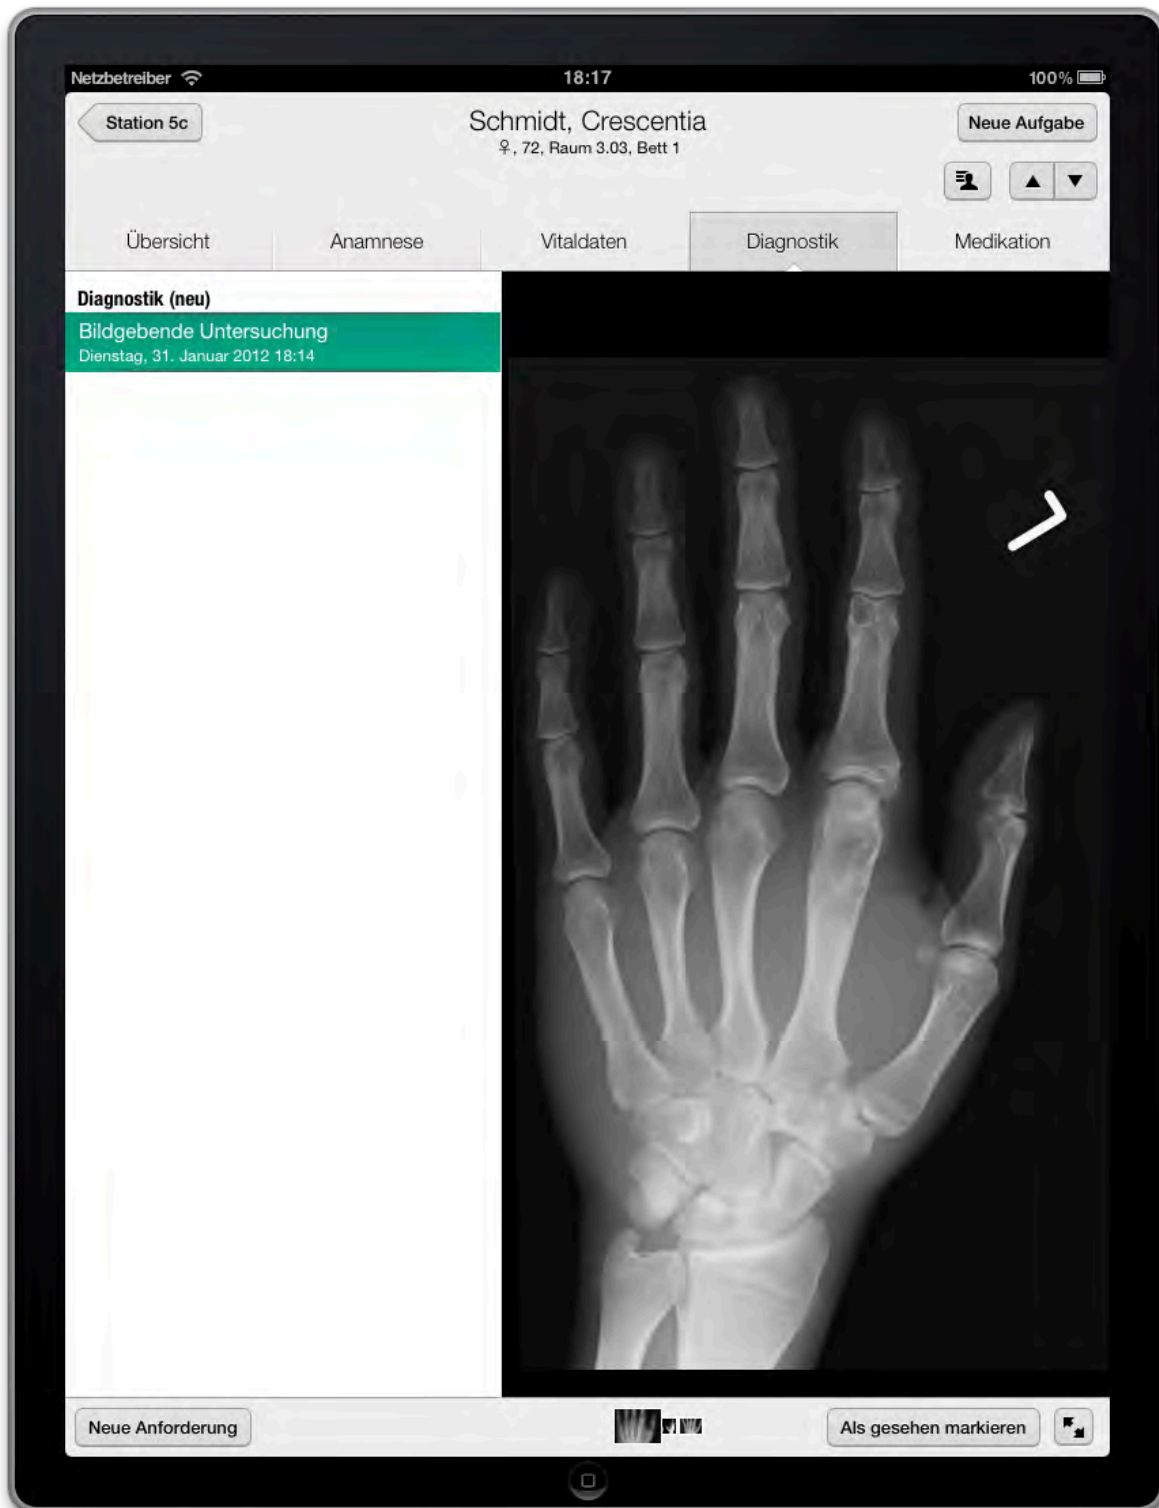 Netzbetreiber 18:17 100%
Station 5c
Schmidt, Crescentia
♀, 72, Raum 3.03, Bett 1
Neue Aufgabe
Übersicht Anamnese Vitaldaten Diagnostik Medikation
Diagnostik (neu)
Bildgebende Untersuchung
Dienstag, 31. Januar 2012 18:14
Neue Anforderung Als gesehen markieren